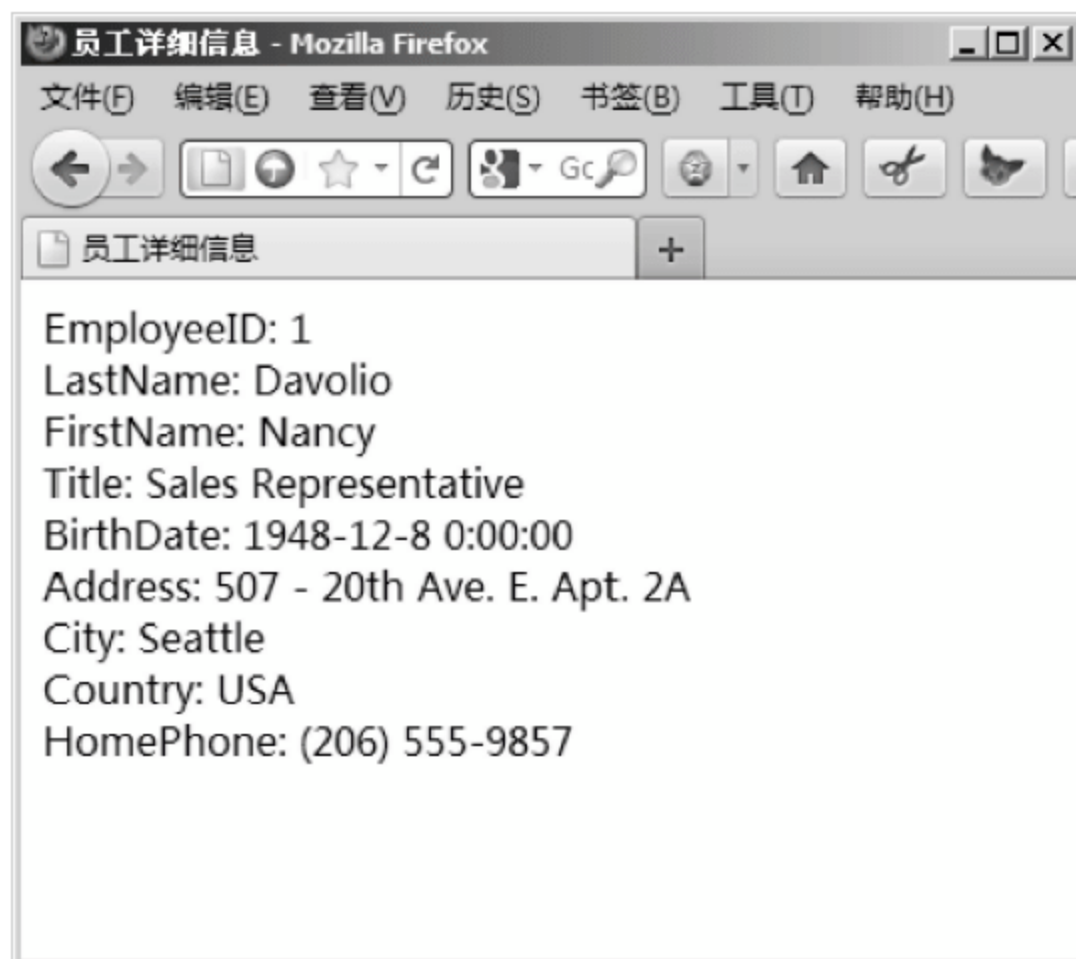 员工详细信息 - Mozilla Firefox
文件(F) 编辑(E) 查看(V) 历史(S) 书签(B) 工具(T) 帮助(H)
Gc
员工详细信息
EmployeeID: 1
LastName: Davolio
FirstName: Nancy
Title: Sales Representative
BirthDate: 1948-12-8 0:00:00
Address: 507 - 20th Ave. E. Apt. 2A
City: Seattle
Country: USA
HomePhone: (206) 555-9857